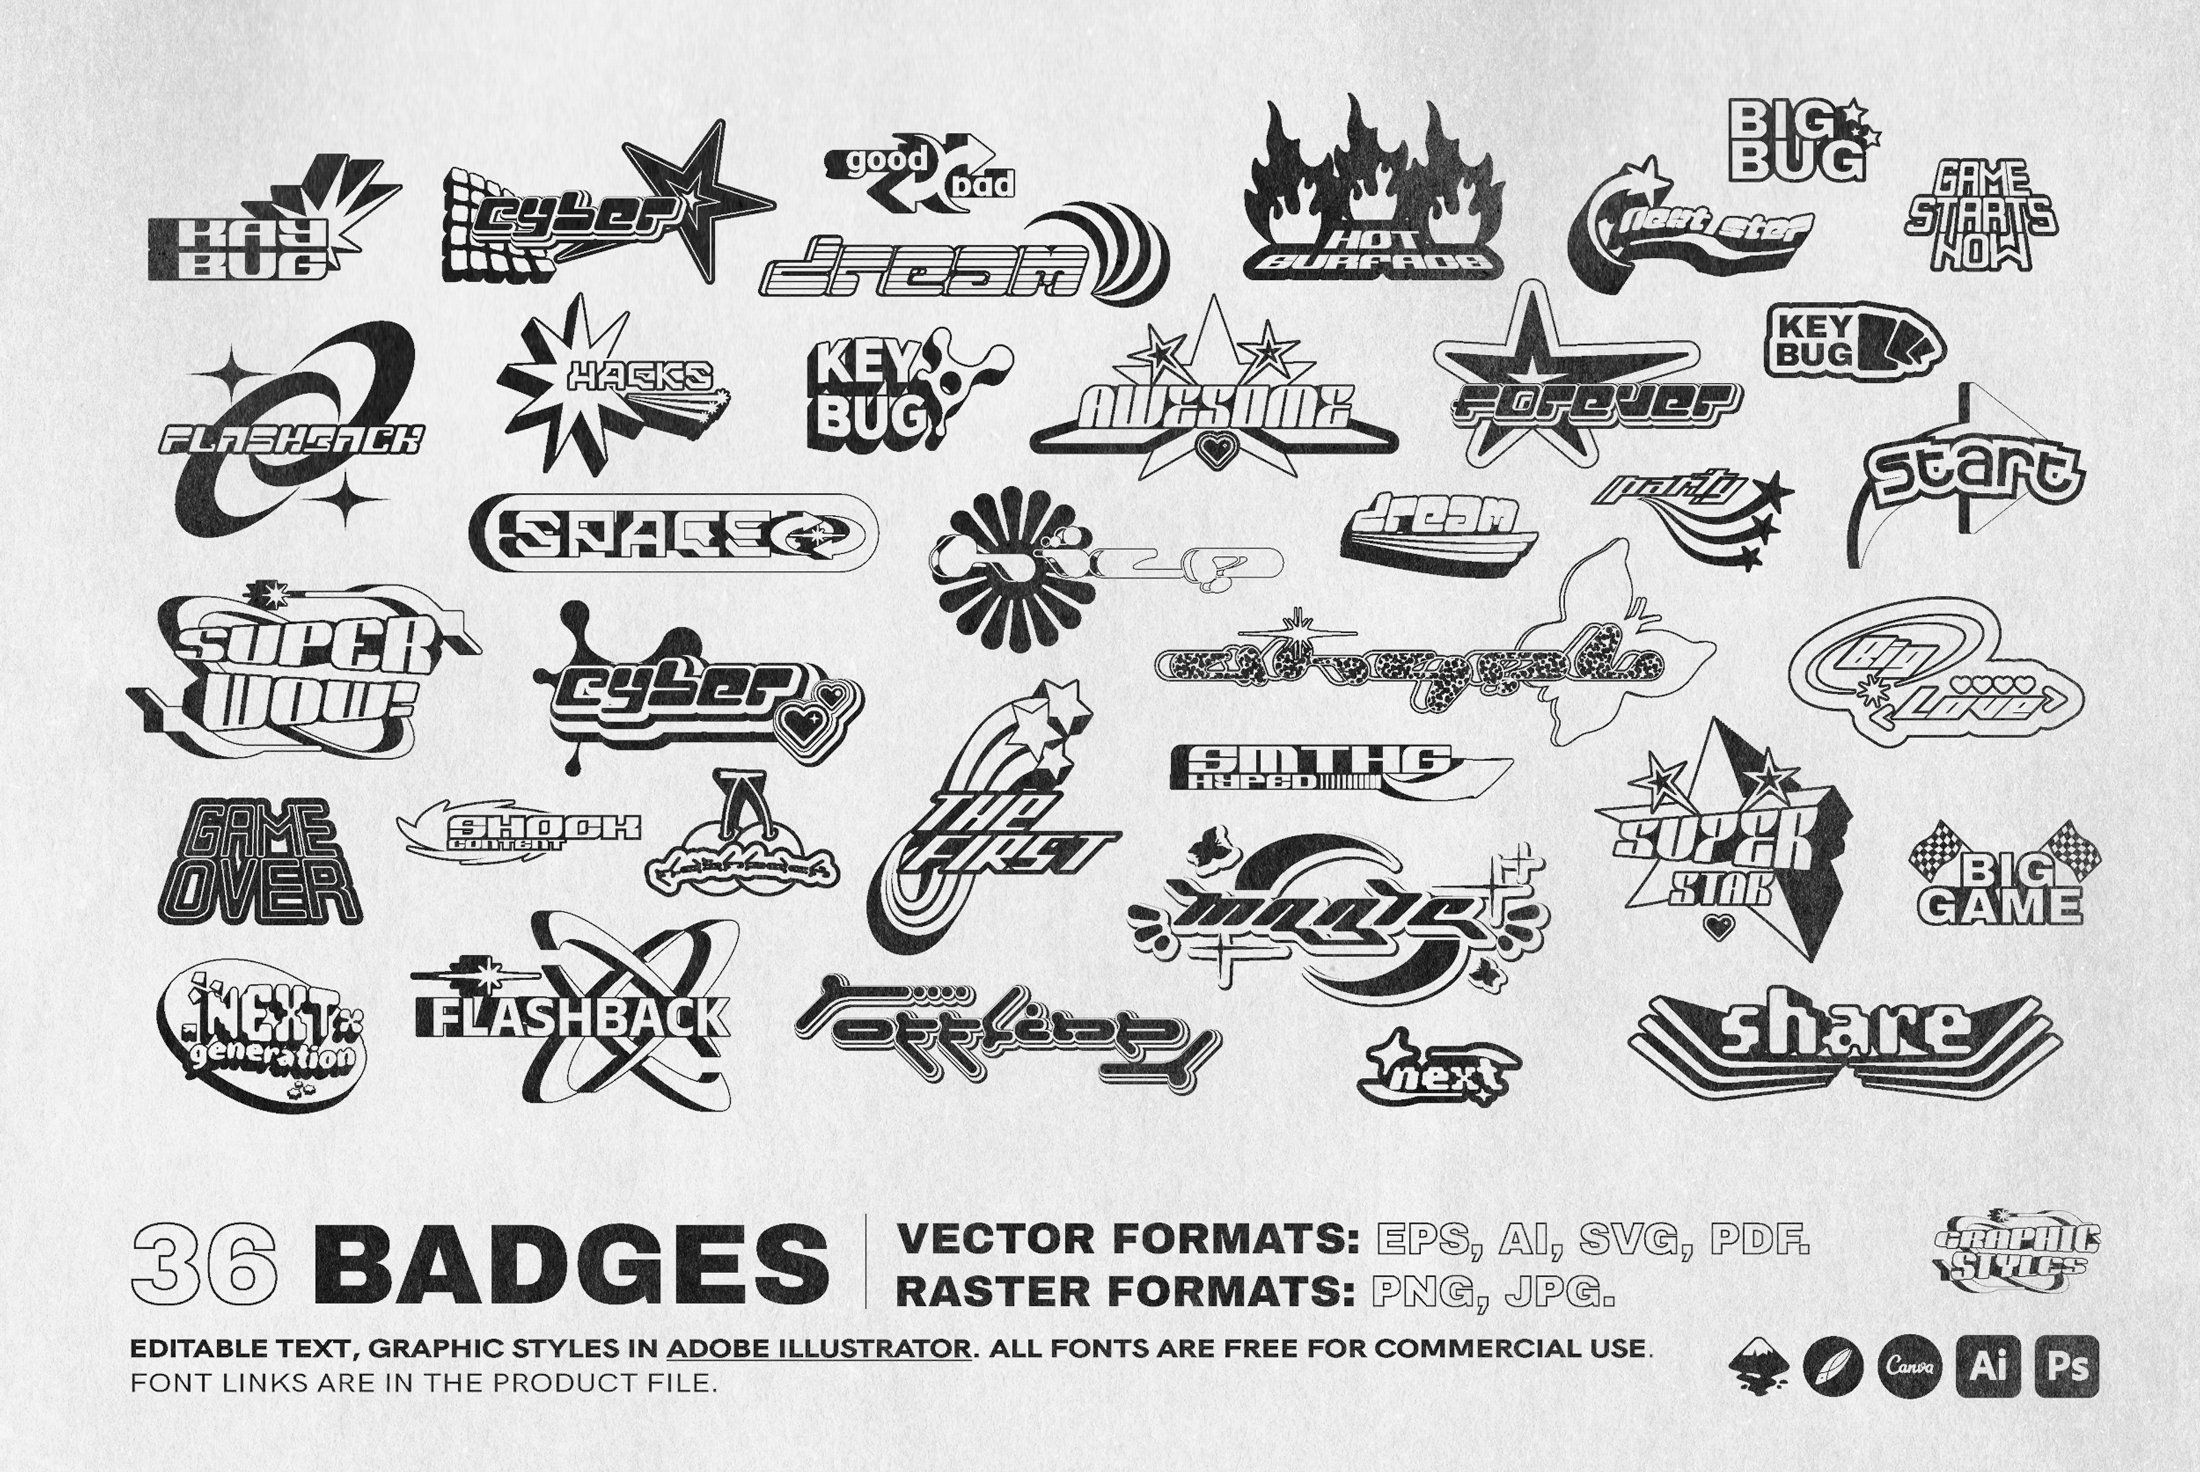 KAY
BUG
cyber
good
bad
dream
HOT
SURFACE
next step
BIG
BUG
GAME
STARTS
NOW
FLASHBACK
HACKS
KEY
BUG
AWESOME
FOREVER
KEY
BUG
start
SPACE
dream
party
SUPER
WOW!
cyber
angel
Big
Love
THE
FIRST
SMTHG
HYPED
SUPER
STAR
GAME
OVER
SHOCK
CONTENT
magic
BIG
GAME
NEXT
generation
FLASHBACK
offline
next
share
36 BADGES
VECTOR FORMATS: EPS, AI, SVG, PDF.
RASTER FORMATS: PNG, JPG.
GRAPHIC
STYLES
EDITABLE TEXT, GRAPHIC STYLES IN ADOBE ILLUSTRATOR. ALL FONTS ARE FREE FOR COMMERCIAL USE.
FONT LINKS ARE IN THE PRODUCT FILE.
Canva
Ai
Ps